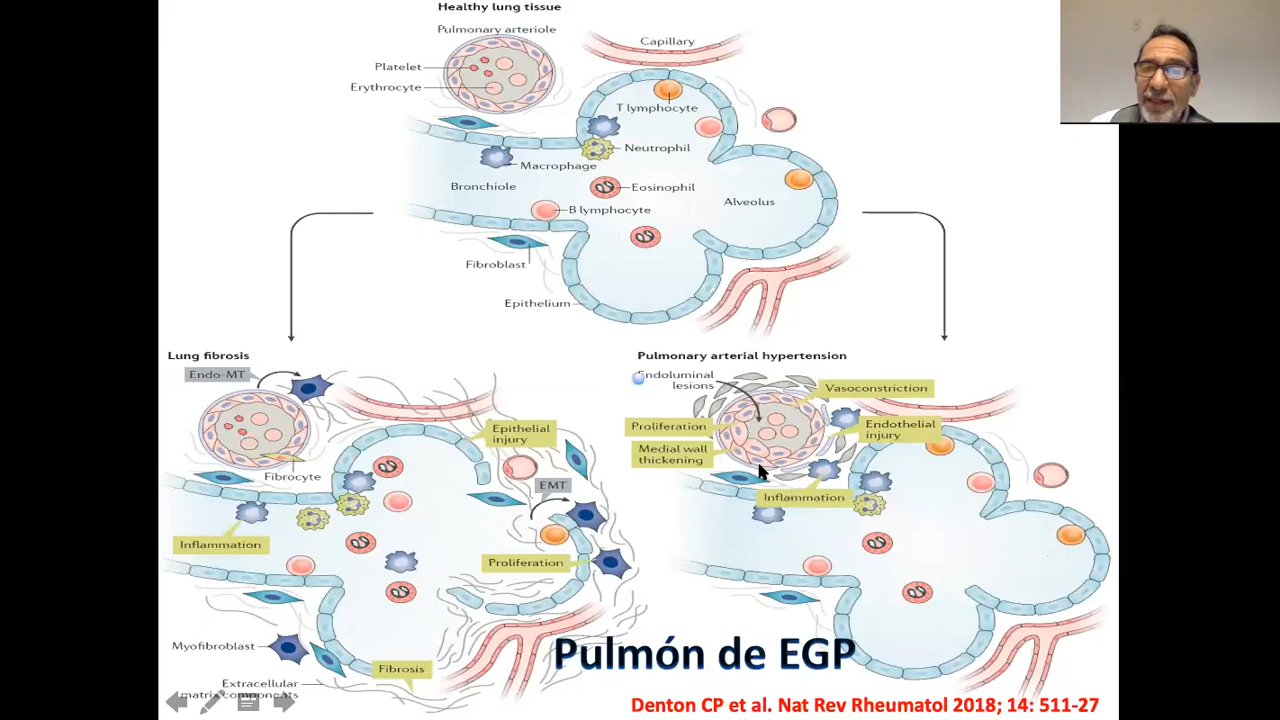 Healthy lung tissue
Pulmonary arteriole
Capillary
Platelet
Erythrocyte
T lymphocyte
Neutrophil
Macrophage
Bronchiole
Eosinophil
Alveolus
B lymphocyte
Fibroblast
Epithelium
Lung fibrosis
Endo-MT
Epithelial
injury
Fibrocyte
EMT
Inflammation
Proliferation
Myofibroblast
Fibrosis
Extracellular
matrix components
Pulmonary arterial hypertension
Endoluminal
lesions
Vasoconstriction
Proliferation
Endothelial
injury
Medial wall
thickening
Inflammation
Pulmón de EGP
Denton CP et al. Nat Rev Rheumatol 2018; 14: 511-27